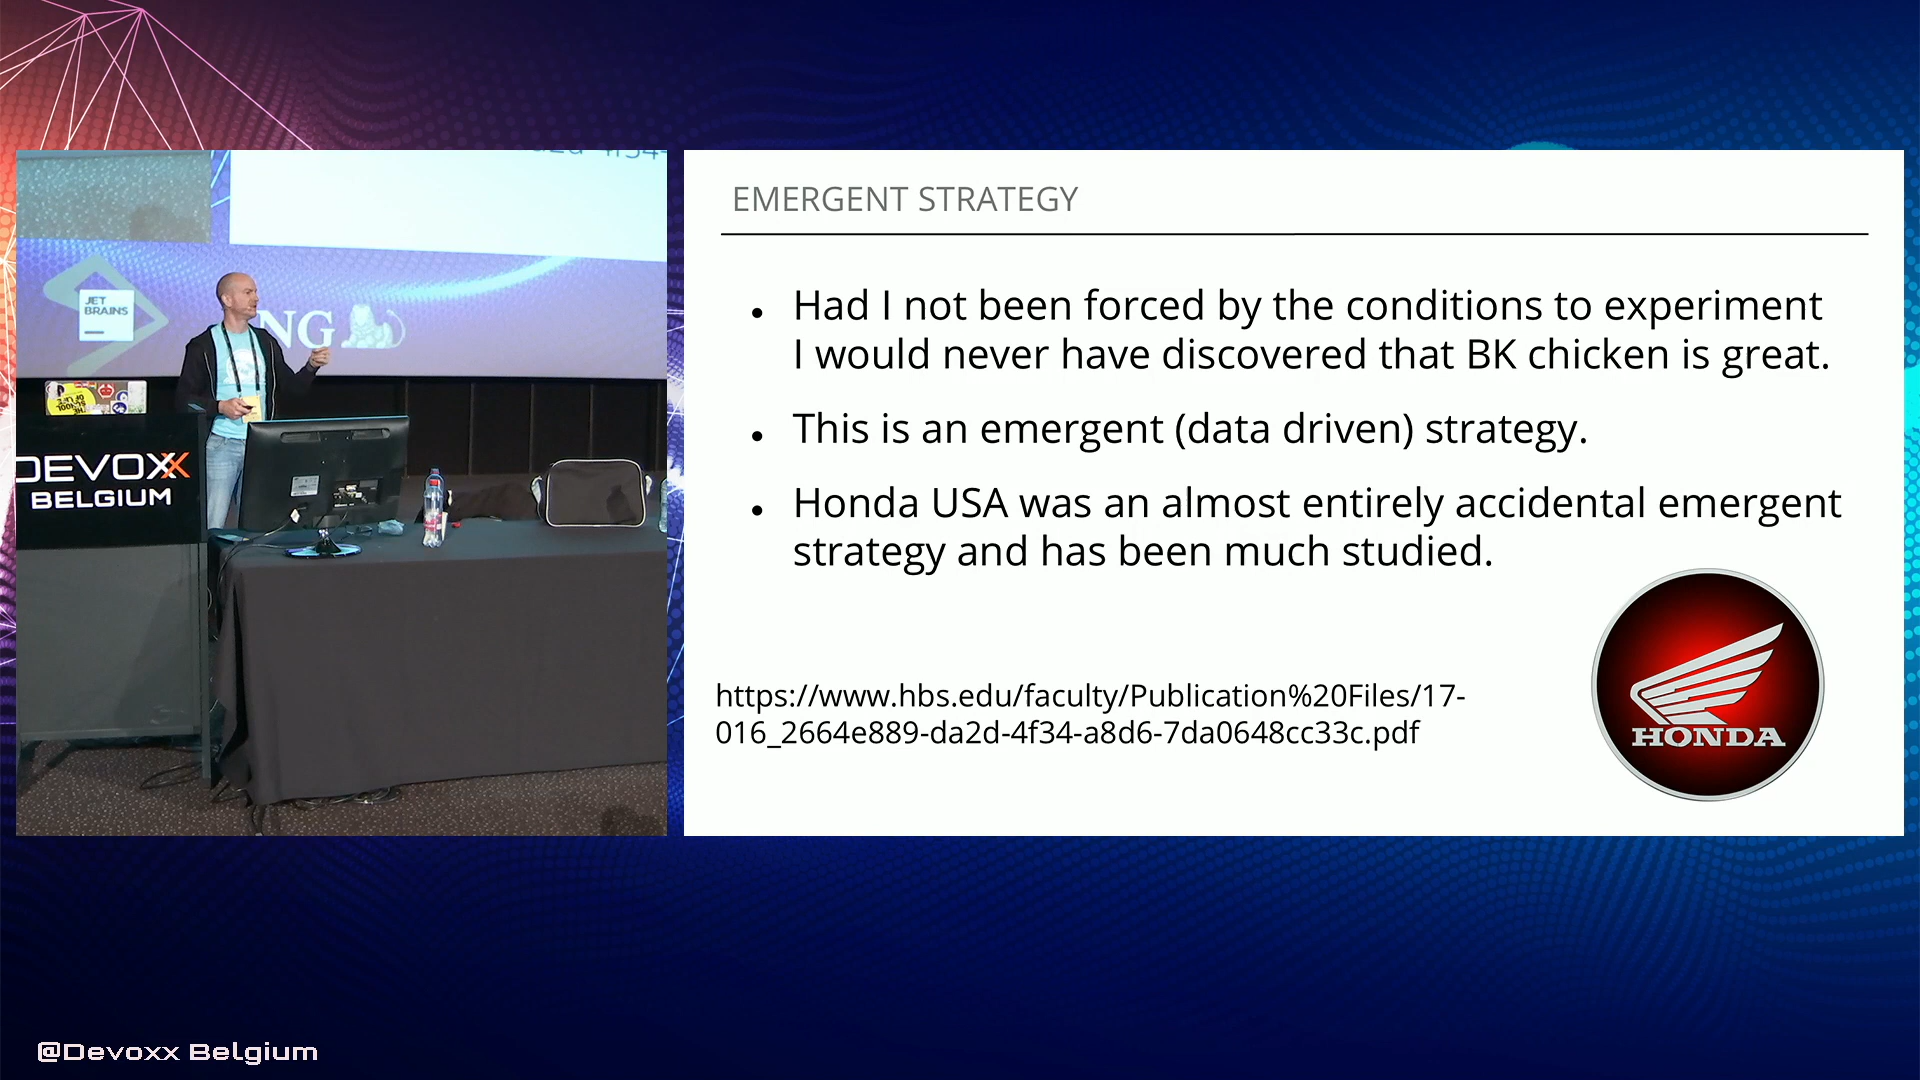 JET
BRAINS
NG
DEVOXX
BELGIUM
EMERGENT STRATEGY
• Had I not been forced by the conditions to experiment
I would never have discovered that BK chicken is great.
• This is an emergent (data driven) strategy.
• Honda USA was an almost entirely accidental emergent
strategy and has been much studied.
https://www.hbs.edu/faculty/Publication%20Files/17-
016_2664e889-da2d-4f34-a8d6-7da0648cc33c.pdf
HONDA
@Devoxx Belgium